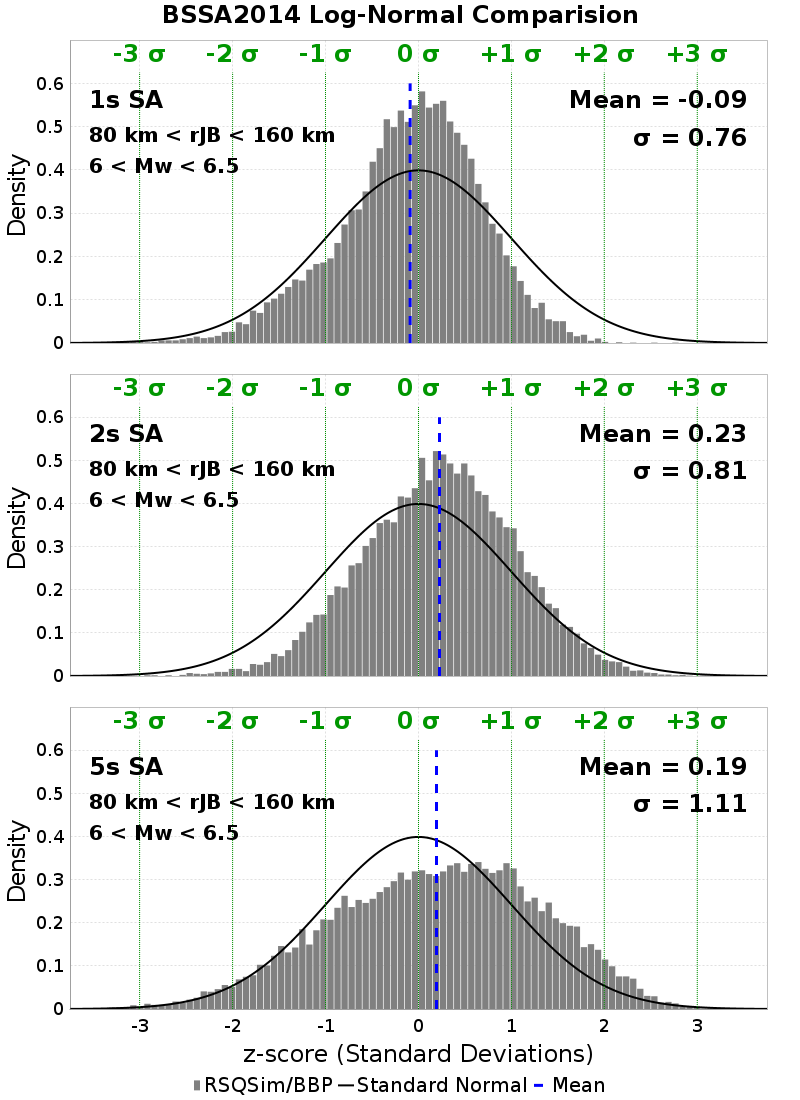 BSSA2014 Log-Normal Comparision
-3 σ -2 σ -1 σ 0 σ +1 σ +2 σ +3 σ
0.6
1s SA Mean = -0.09
0.5
80 km < rJB < 160 km σ = 0.76
6 < Mw < 6.5
0.4
Density
0.3
0.2
0.1
0
-3 σ -2 σ -1 σ 0 σ +1 σ +2 σ +3 σ
0.6
2s SA Mean = 0.23
0.5
80 km < rJB < 160 km σ = 0.81
6 < Mw < 6.5
0.4
Density
0.3
0.2
0.1
0
-3 σ -2 σ -1 σ 0 σ +1 σ +2 σ +3 σ
0.6
5s SA Mean = 0.19
0.5
80 km < rJB < 160 km σ = 1.11
6 < Mw < 6.5
0.4
Density
0.3
0.2
0.1
0
-3 -2 -1 0 1 2 3
z-score (Standard Deviations)
RSQSim/BBP Standard Normal Mean